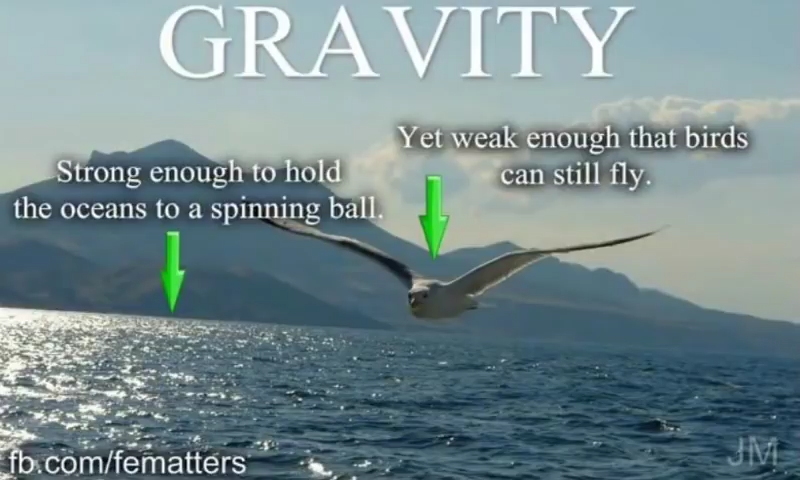 GRAVITY
Strong enough to hold
the oceans to a spinning ball.
Yet weak enough that birds
can still fly.
fb.com/fematters
JM